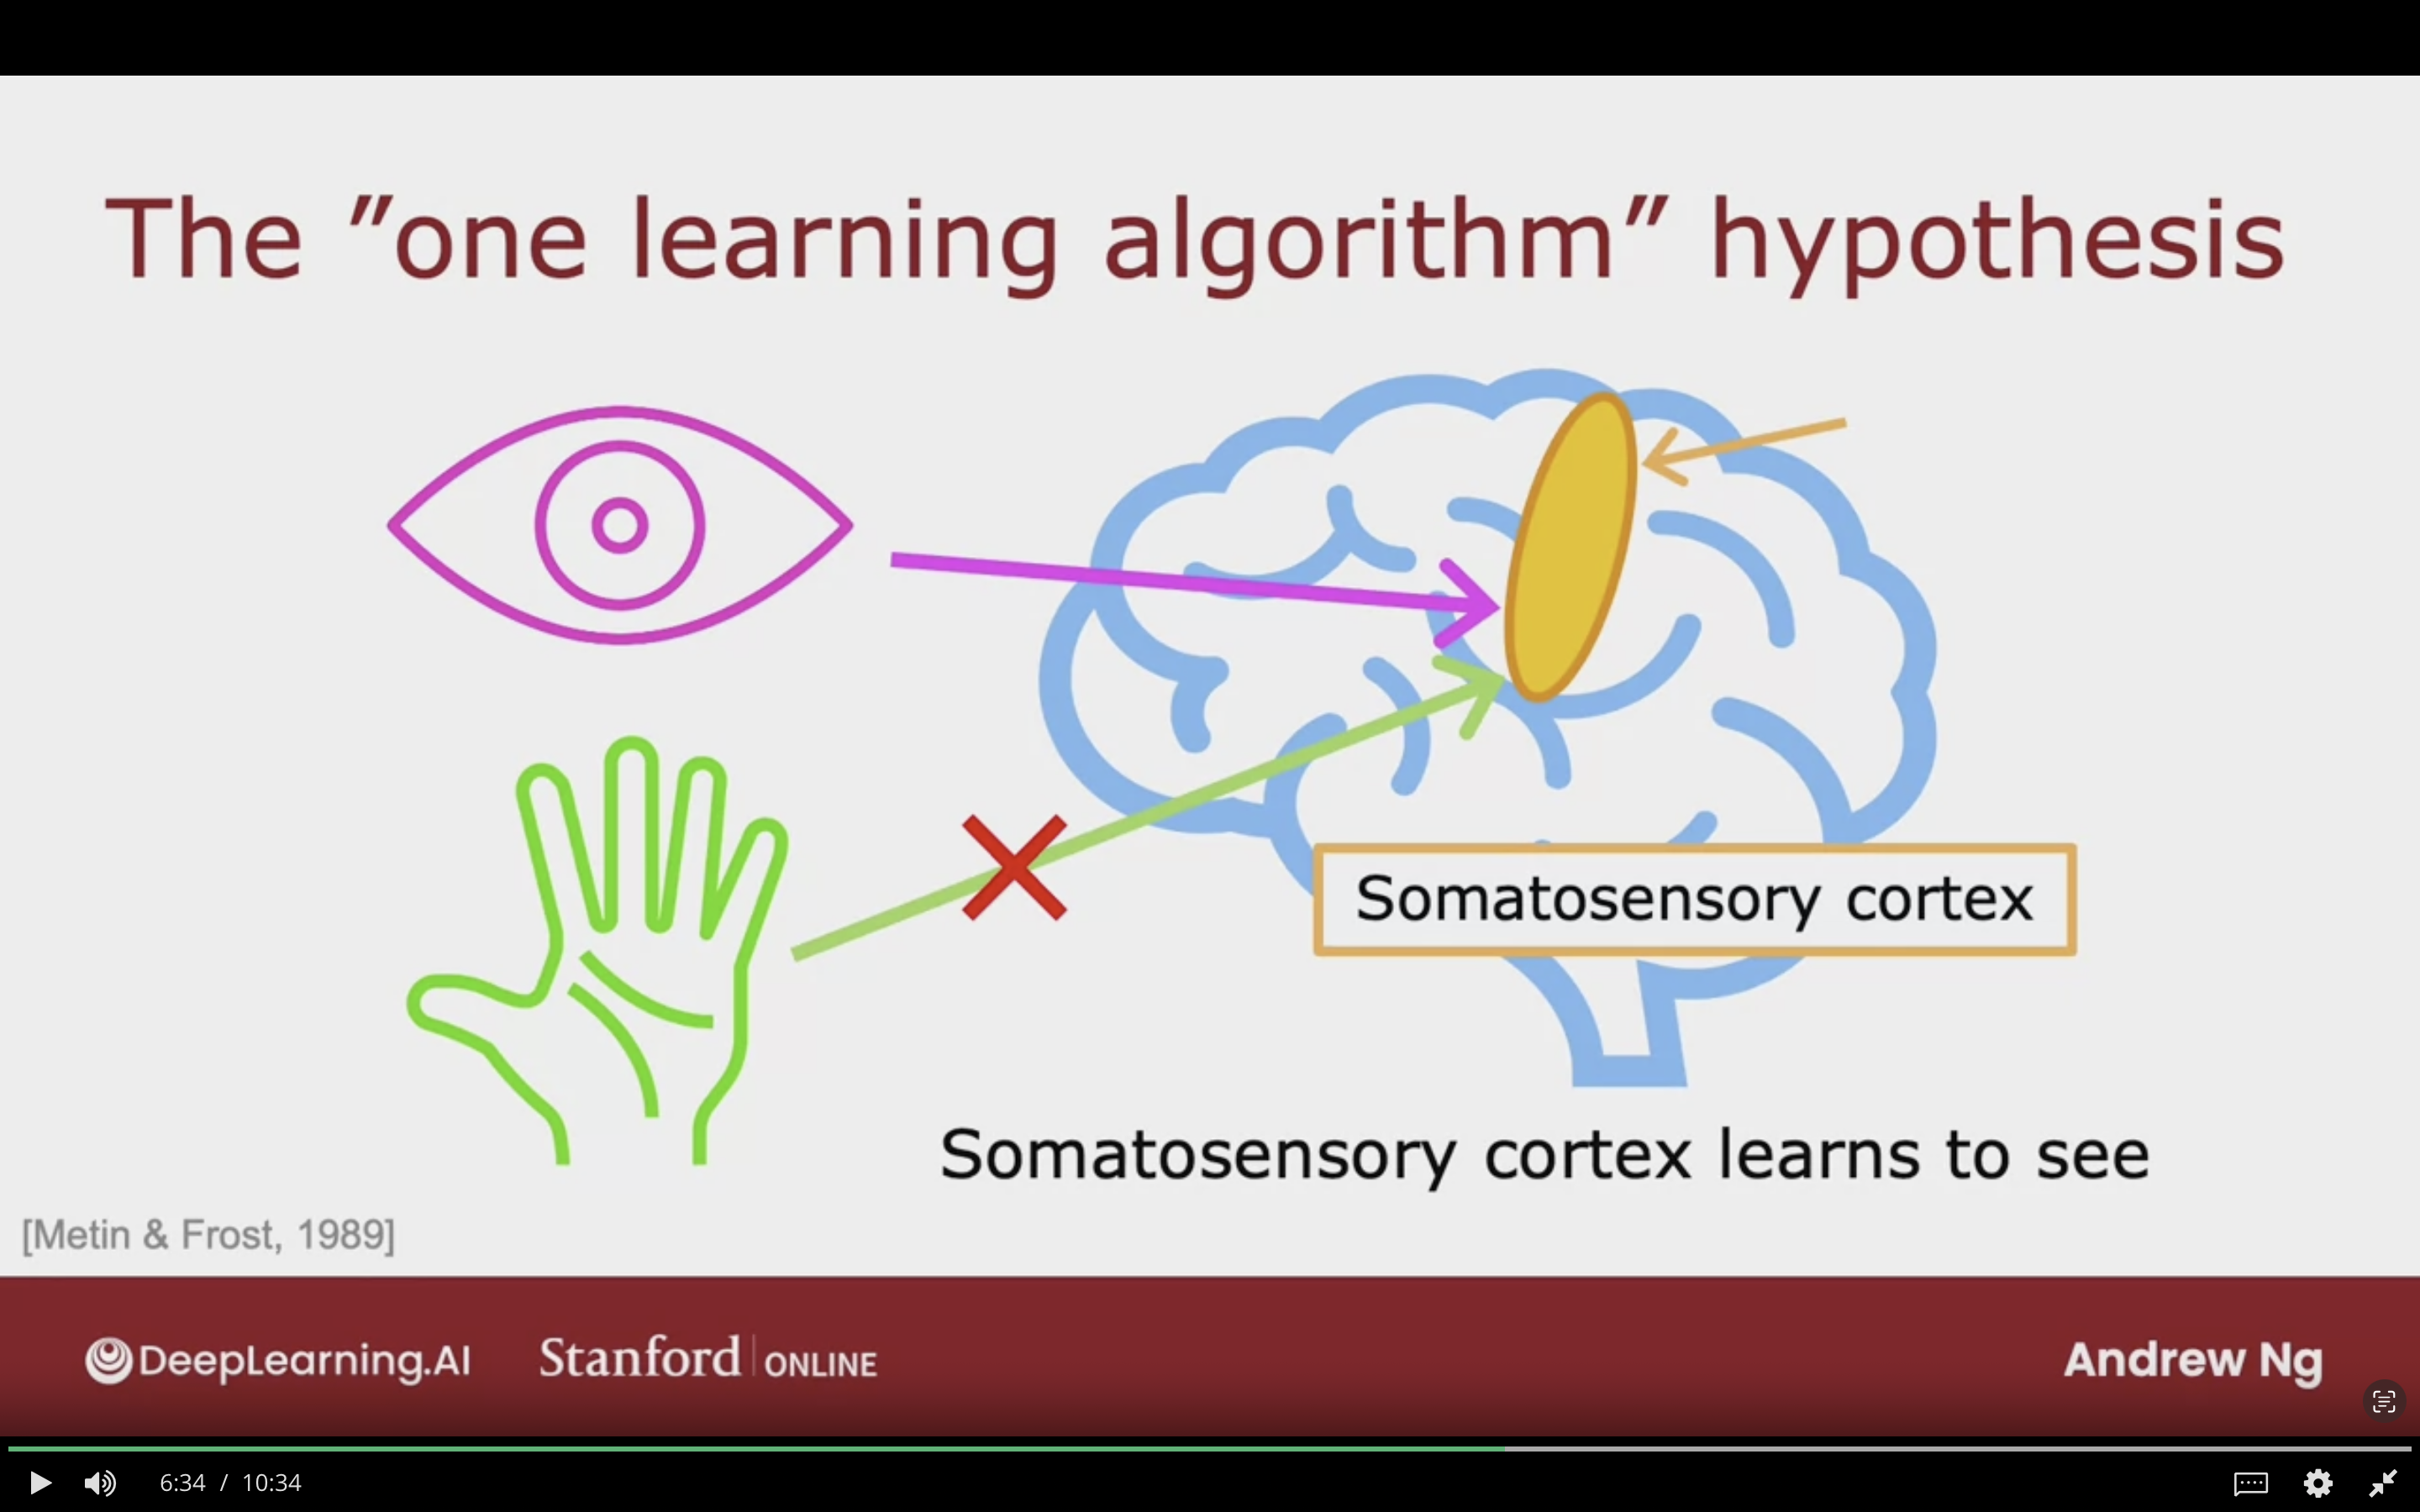 The ”one learning algorithm” hypothesis
Somatosensory cortex
Somatosensory cortex learns to see
[Metin & Frost, 1989]
DeepLearning.AI Stanford | ONLINE Andrew Ng
6:34 / 10:34